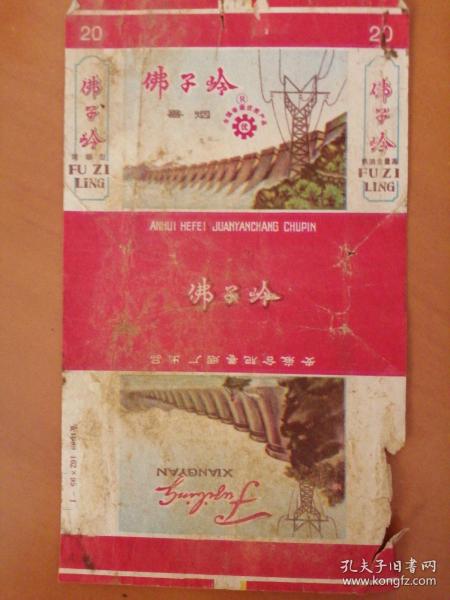 20
20
佛子岭
香烟
R
优
佛子岭
FU ZI
LING
佛子岭
FU ZI
LING
ANHUI HEFEI JUANYANCHANG CHUPIN
佛子岭
安徽合肥卷烟厂出品
Foziling
XIANGYAN
孔夫子旧书网
www.kongfz.com